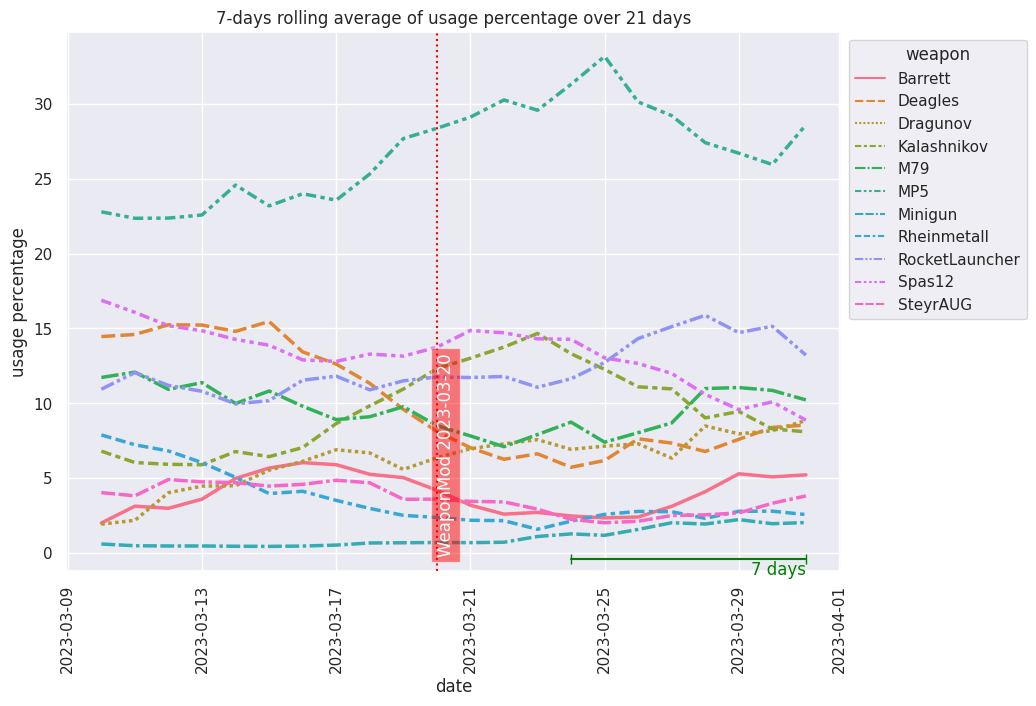 7-days rolling average of usage percentage over 21 days
usage percentage
30
25
20
15
10
5
0
WeaponMod 2023-03-20
7 days
2023-03-09
2023-03-13
2023-03-17
2023-03-21
2023-03-25
2023-03-29
2023-04-01
date
weapon
Barrett
Deagles
Dragunov
Kalashnikov
M79
MP5
Minigun
Rheinmetall
RocketLauncher
Spas12
SteyrAUG